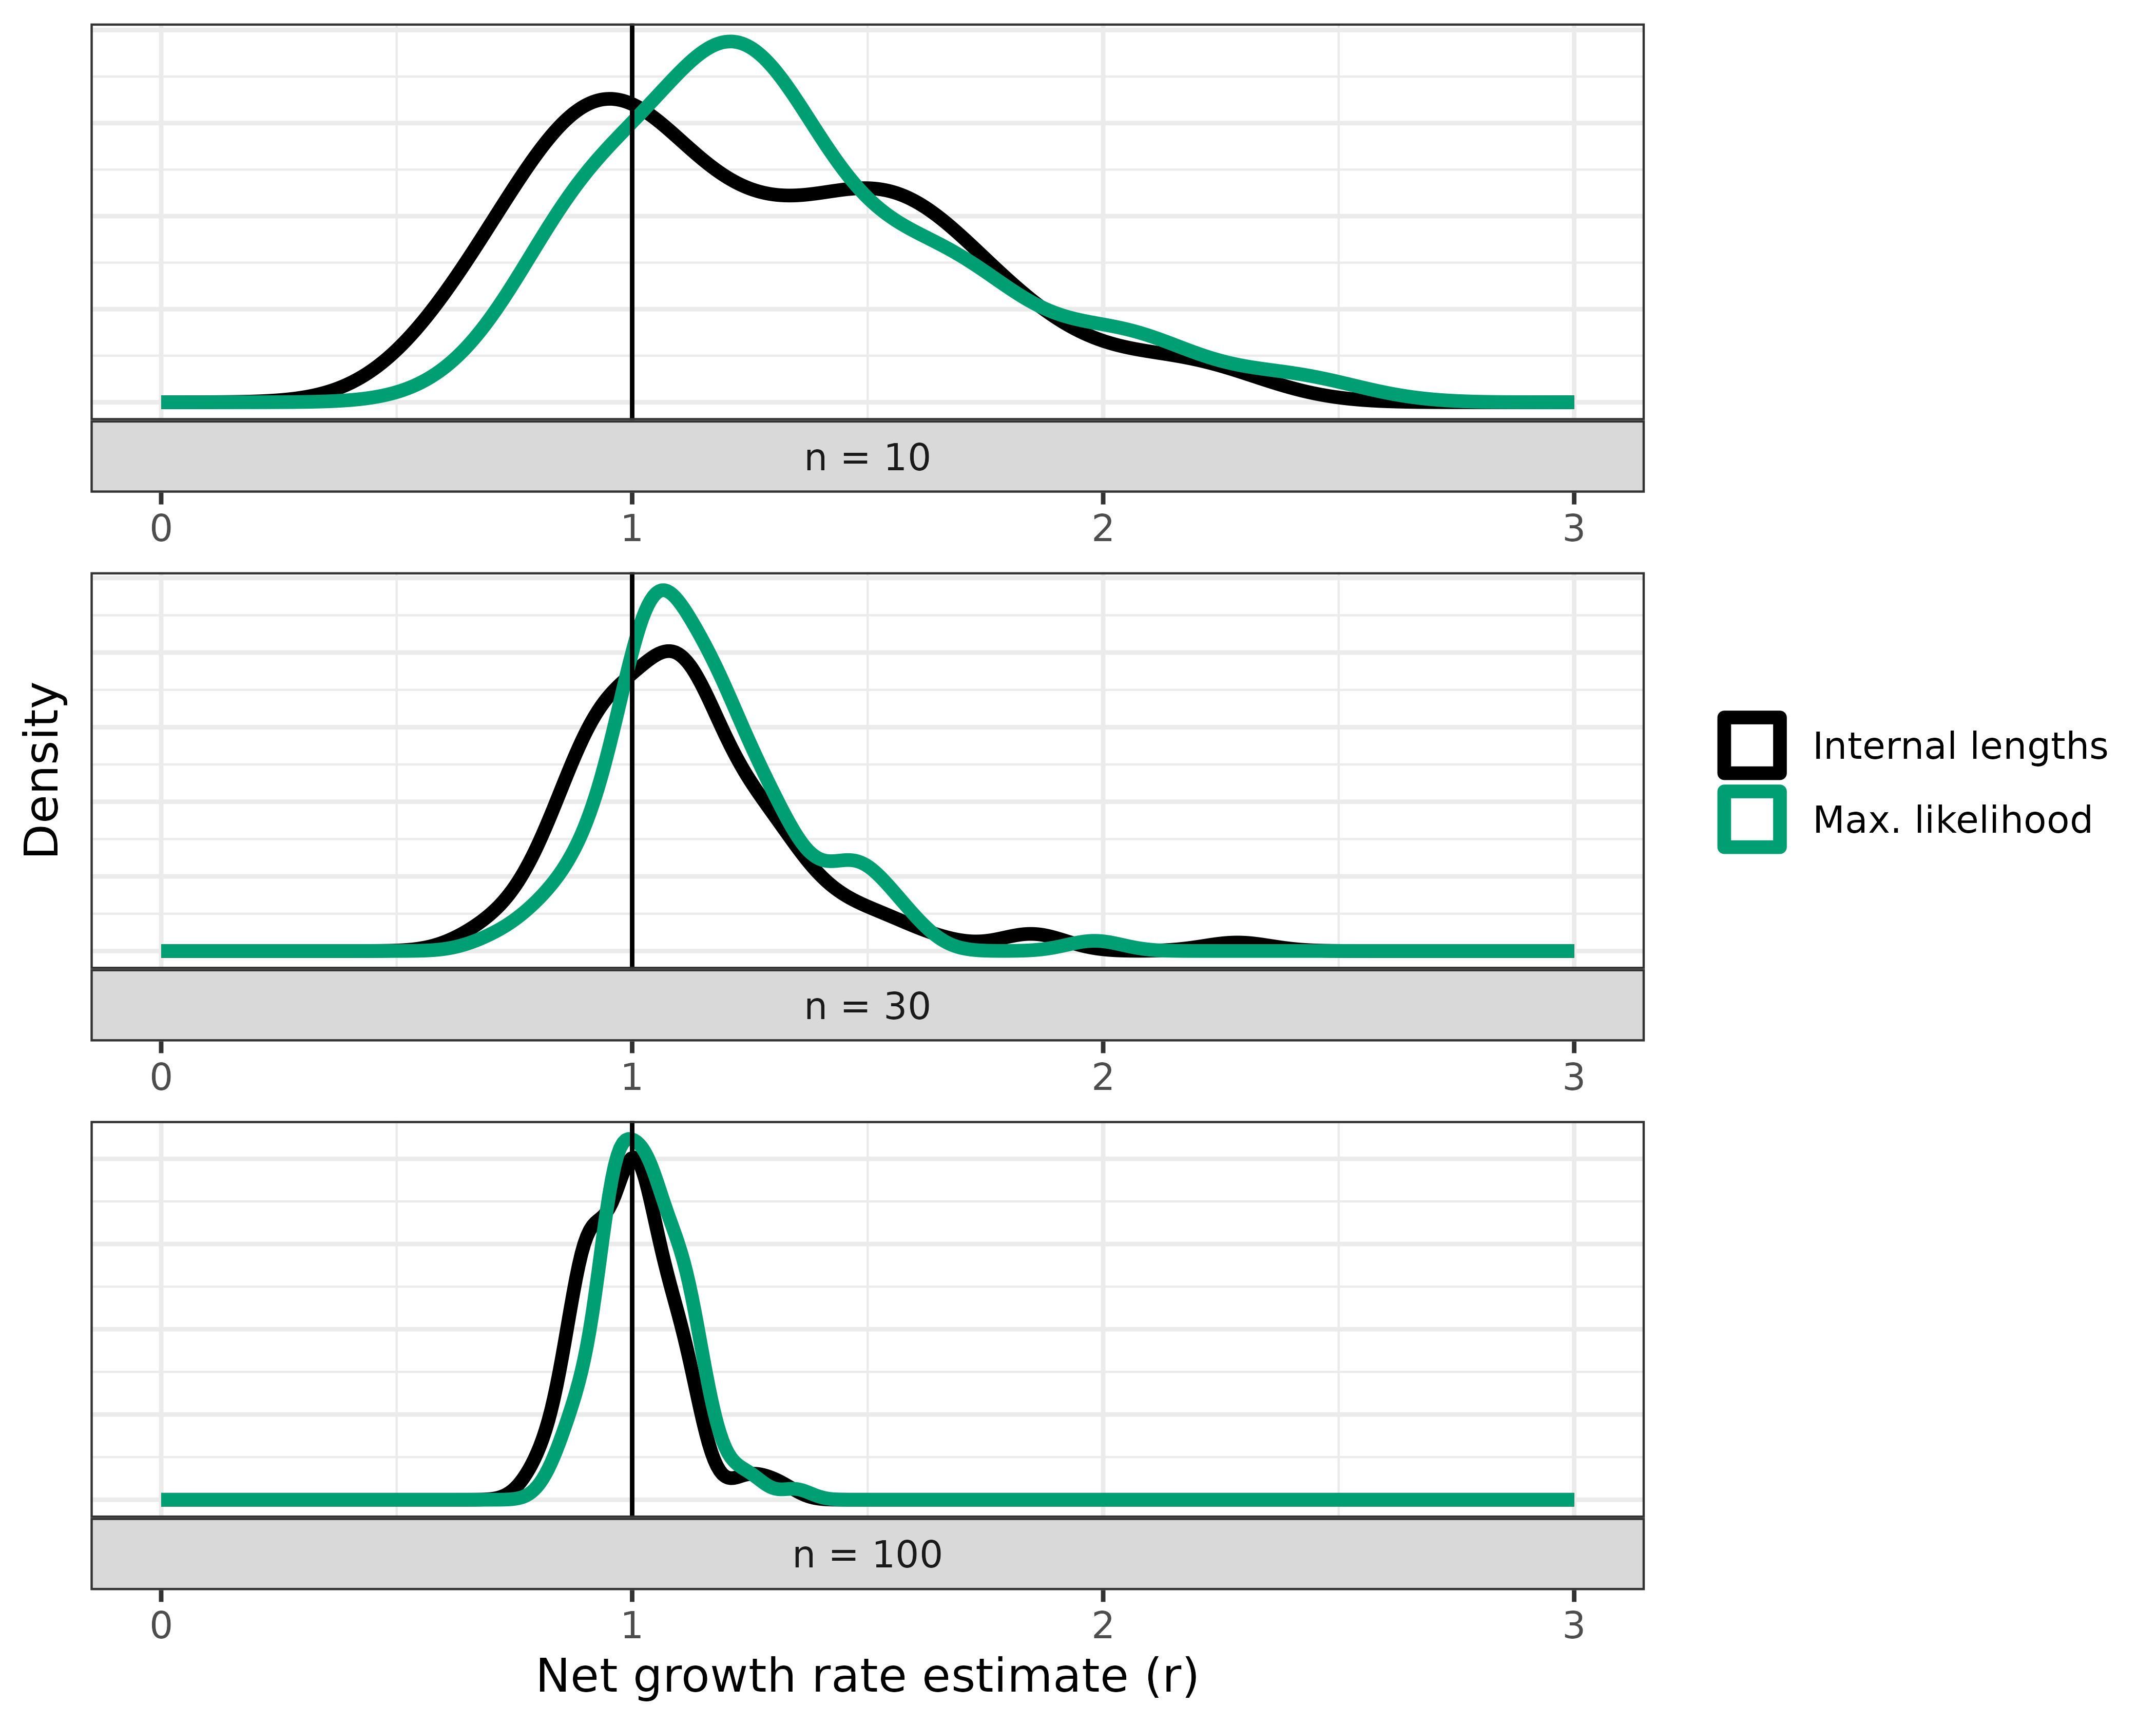 n = 10
0 1 2 3
n = 30
0 1 2 3
n = 100
0 1 2 3
Net growth rate estimate (r)
Density
Internal lengths
Max. likelihood